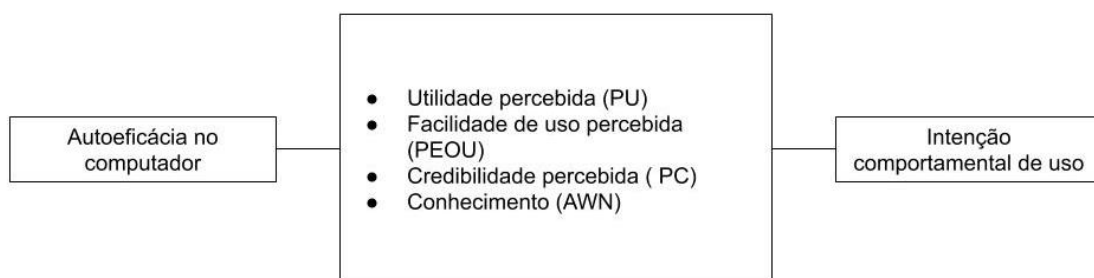 Autoeficácia no
computador
● Utilidade percebida (PU)
● Facilidade de uso percebida
(PEOU)
● Credibilidade percebida ( PC)
● Conhecimento (AWN)
Intenção
comportamental de uso